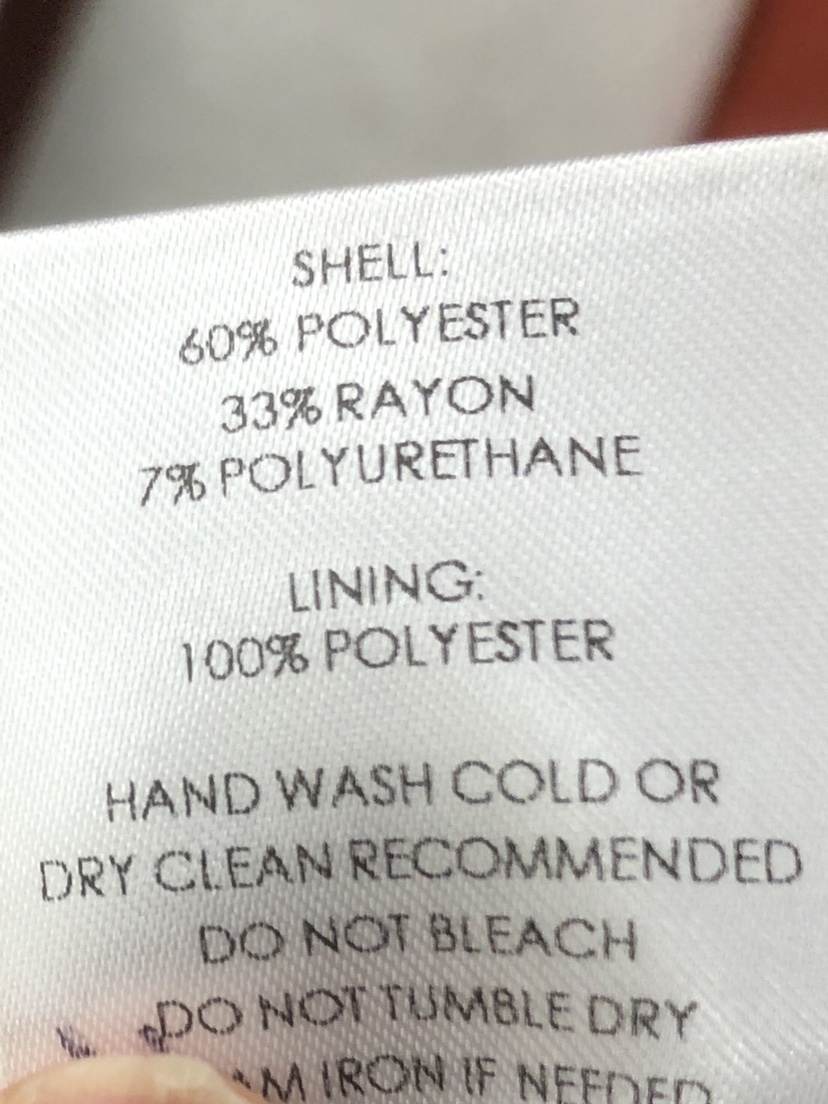 SHELL:
60% POLYESTER
33% RAYON
7% POLYURETHANE
LINING:
100% POLYESTER
HAND WASH COLD OR
DRY CLEAN RECOMMENDED
DO NOT BLEACH
DO NOT TUMBLE DRY
IRON IF NEEDED